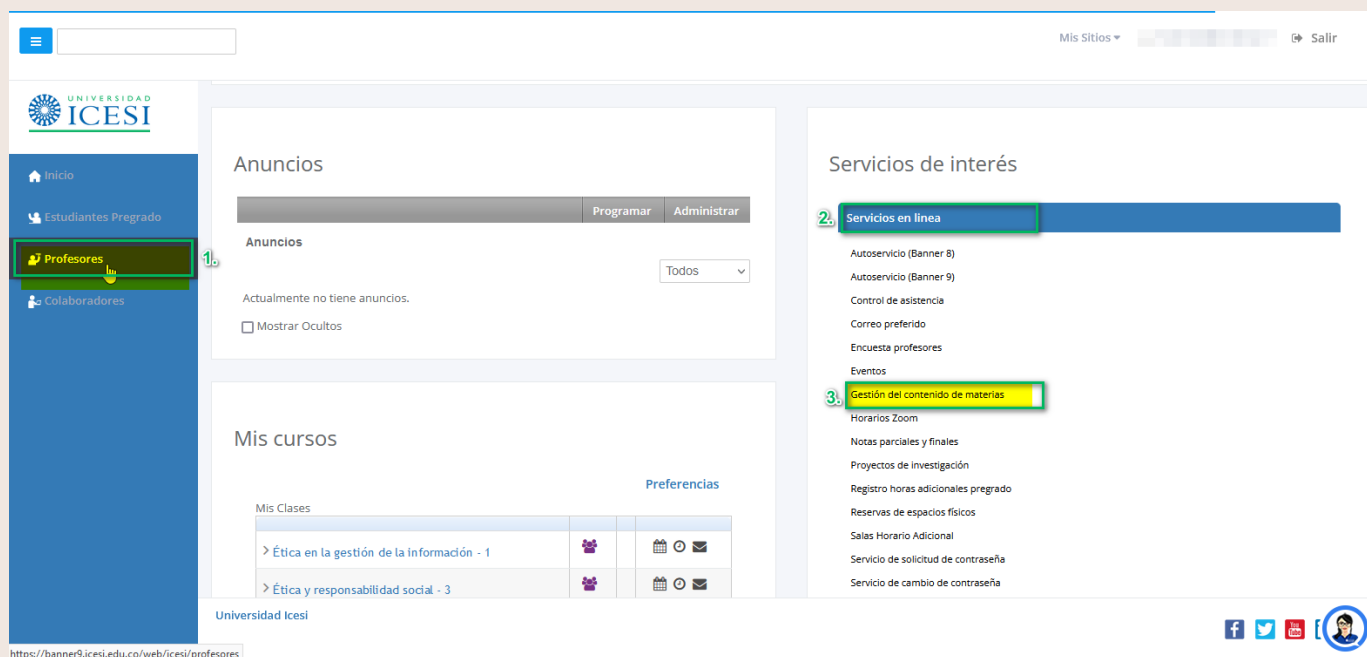 Mis Sitios
Salir
UNIVERSIDAD
ICESI
Inicio
Estudiantes Pregrado
Profesores
1.
Colaboradores
Anuncios
Programar Administrar
Anuncios
Todos
Actualmente no tiene anuncios.
Mostrar Ocultos
Mis cursos
Preferencias
Mis Clases
Ética en la gestión de la información - 1
Ética y responsabilidad social - 3
Servicios de interés
2. Servicios en linea
Autoservicio (Banner 8)
Autoservicio (Banner 9)
Control de asistencia
Correo preferido
Encuesta profesores
Eventos
3. Gestión del contenido de materias
Horarios Zoom
Notas parciales y finales
Proyectos de investigación
Registro horas adicionales pregrado
Reservas de espacios físicos
Salas Horario Adicional
Servicio de solicitud de contraseña
Servicio de cambio de contraseña
Universidad Icesi
You
Tube
https://banner9.icesi.edu.co/web/icesi/profesores